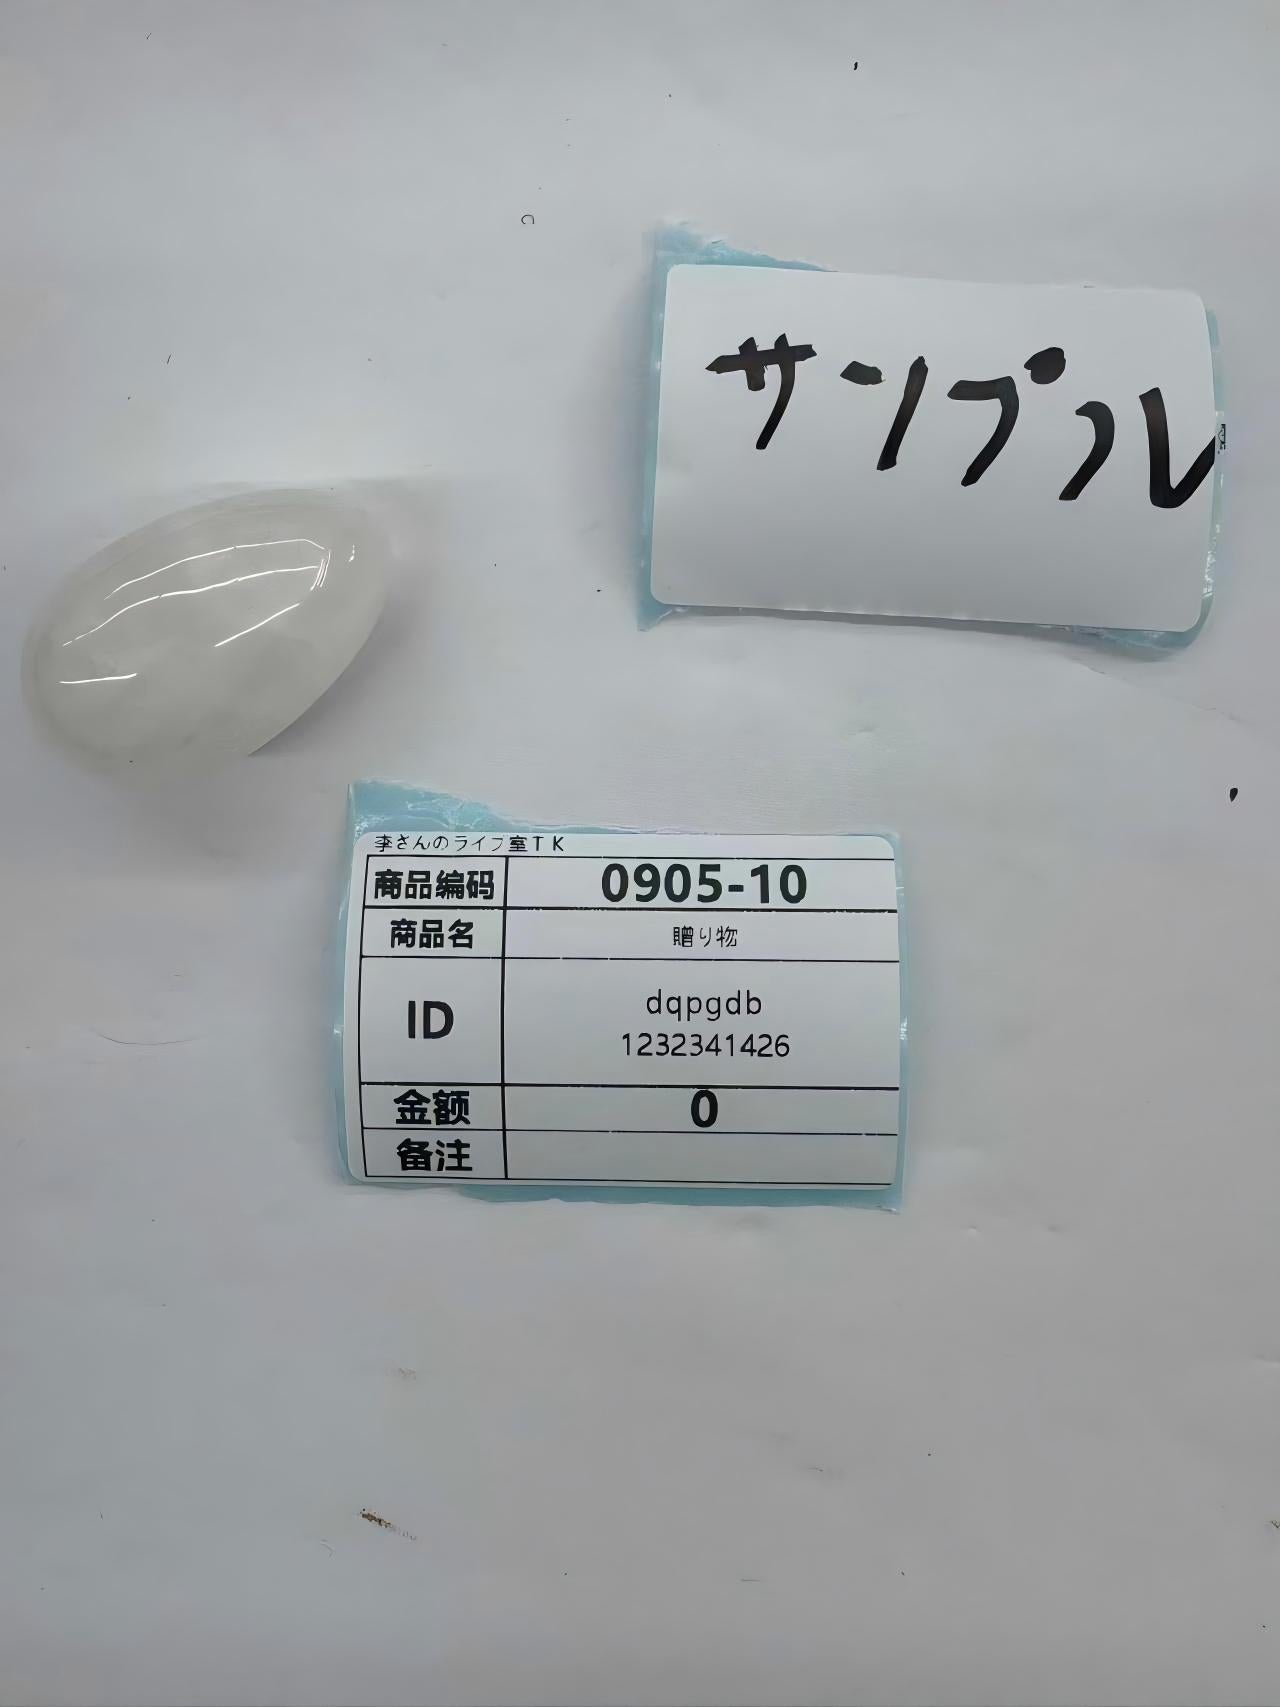 サンプル
李さんのライブ室TK
商品编码 0905-10
商品名 贈り物
ID dqpgdb
1232341426
金额 0
备注